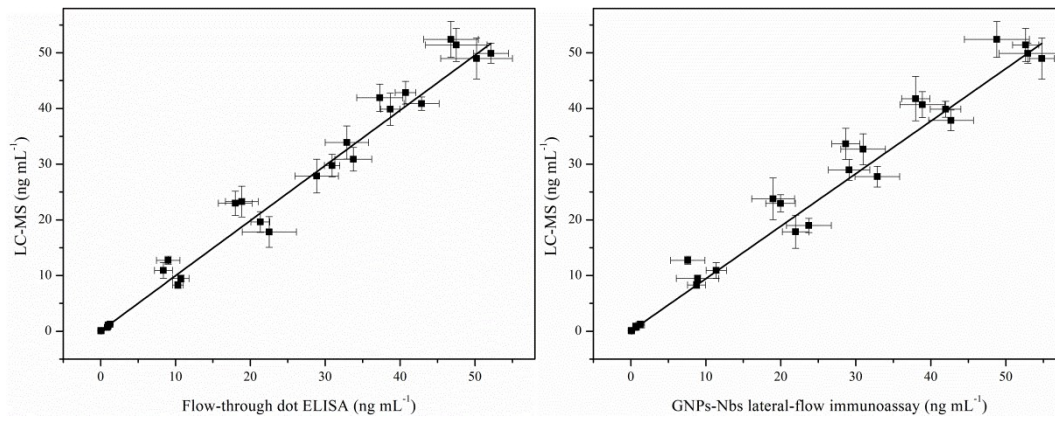 50
40
30
20
10
0
LC-MS (ng mL⁻¹)
0 10 20 30 40 50
Flow-through dot ELISA (ng mL⁻¹)
50
40
30
20
10
0
LC-MS (ng mL⁻¹)
0 10 20 30 40 50
GNPs-Nbs lateral-flow immunoassay (ng mL⁻¹)